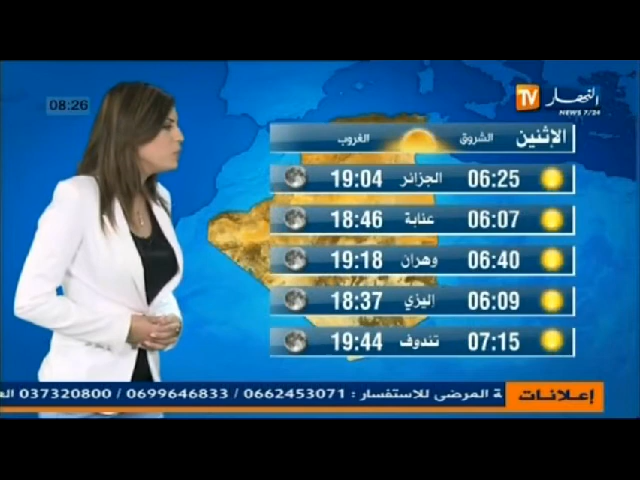 08:26
TV النهار
NEWS 7/24
الإثنين الشروق الغروب
06:25 الجزائر 19:04
06:07 عنابة 18:46
06:40 وهران 19:18
06:09 إليزي 18:37
07:15 تندوف 19:44
إعلانات المرضى للاستفسار : 0662453071 / 0699646833 / 037320800